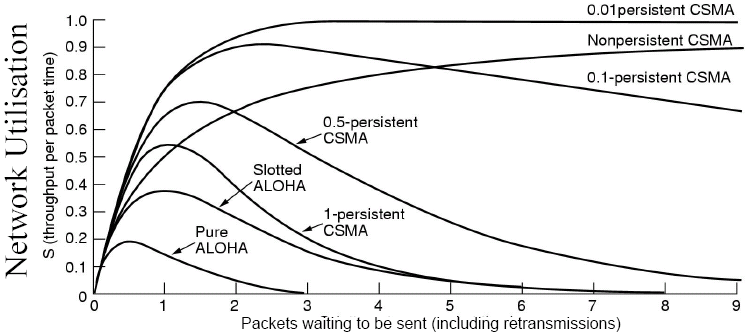 0.01persistent CSMA
Nonpersistent CSMA
0.1-persistent CSMA
0.5-persistent
CSMA
Slotted
ALOHA
1-persistent
CSMA
Pure
ALOHA
Network Utilisation
S (throughput per packet time)
1.0
0.9
0.8
0.7
0.6
0.5
0.4
0.3
0.2
0.1
0
0 1 2 3 4 5 6 7 8 9
Packets waiting to be sent (including retransmissions)